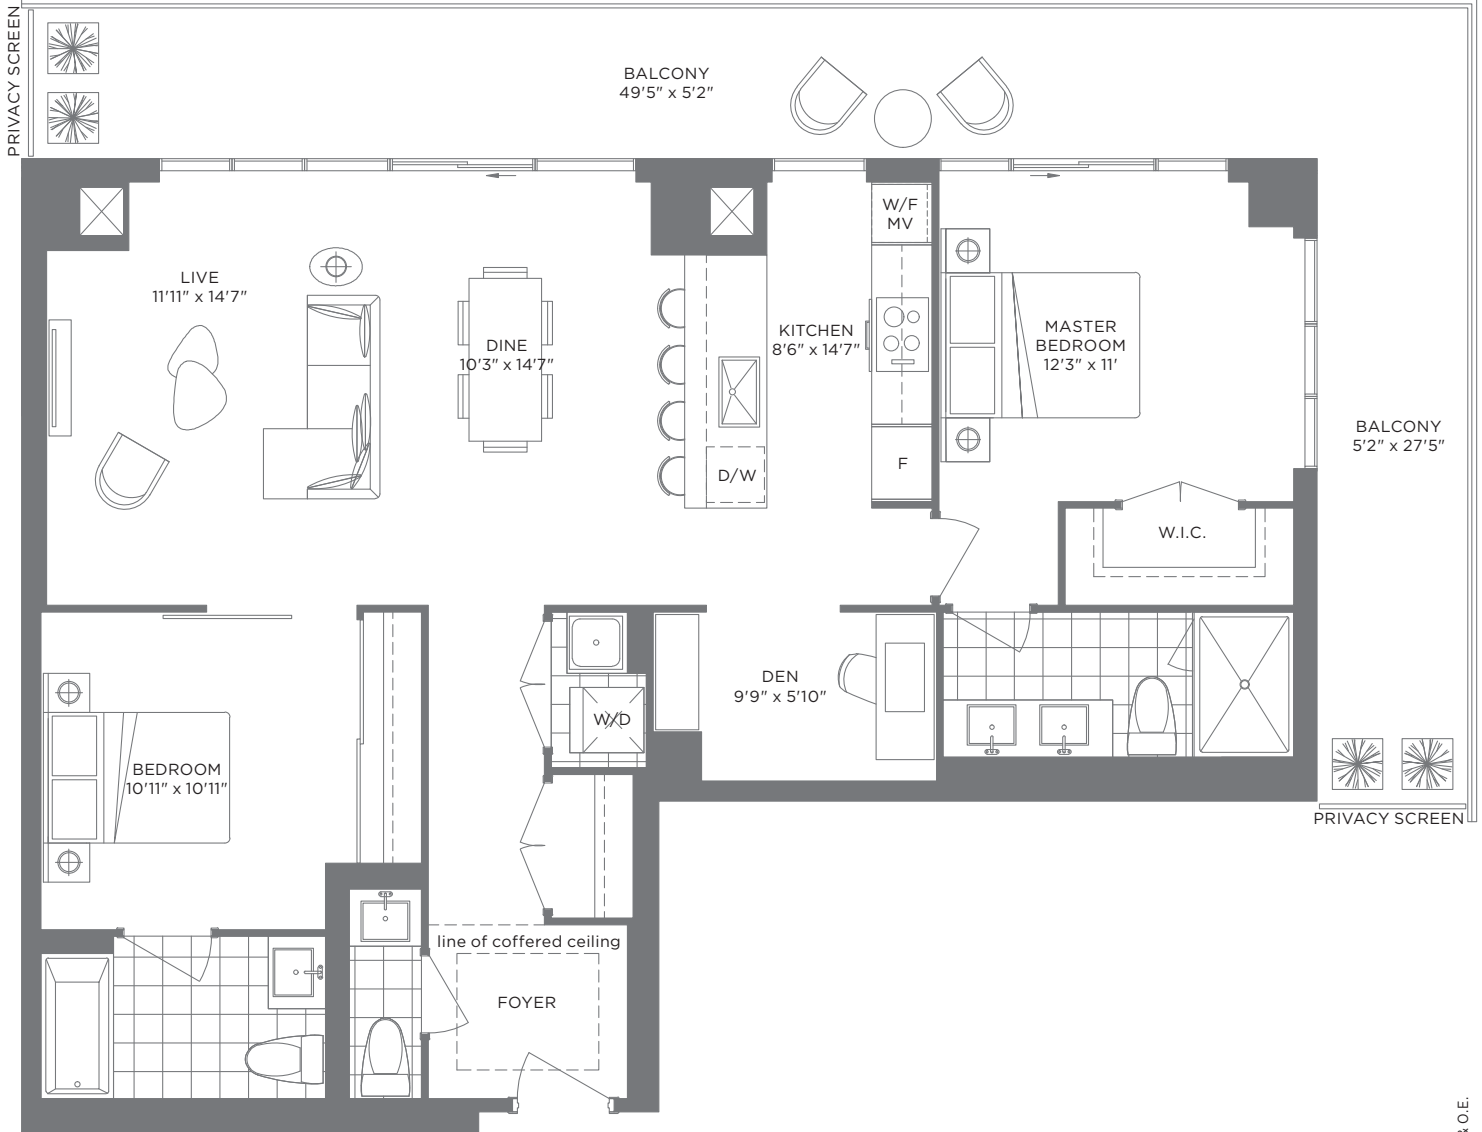 PRIVACY SCREEN
BALCONY
49'5" x 5'2"
W/F
MV
LIVE
11'11" x 14'7"
DINE
10'3" x 14'7"
KITCHEN
8'6" x 14'7"
MASTER
BEDROOM
12'3" x 11'
BALCONY
5'2" x 27'5"
F
D/W
W.I.C.
DEN
9'9" x 5'10"
W/D
BEDROOM
10'11" x 10'11"
PRIVACY SCREEN
line of coffered ceiling
FOYER
& O.E.